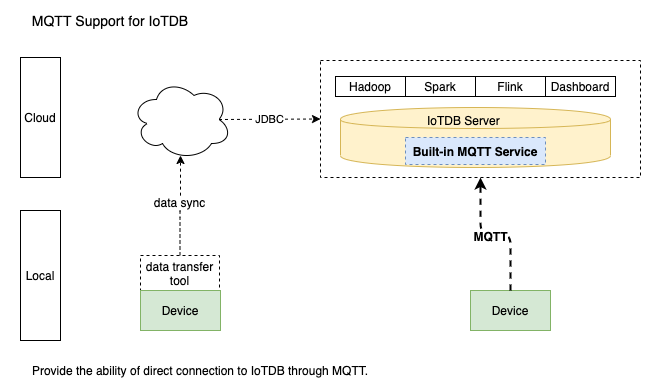 MQTT Support for IoTDB
Cloud
JDBC
Hadoop
Spark
Flink
Dashboard
IoTDB Server
Built-in MQTT Service
data sync
MQTT
Local
data transfer
tool
Device
Device
Provide the ability of direct connection to IoTDB through MQTT.